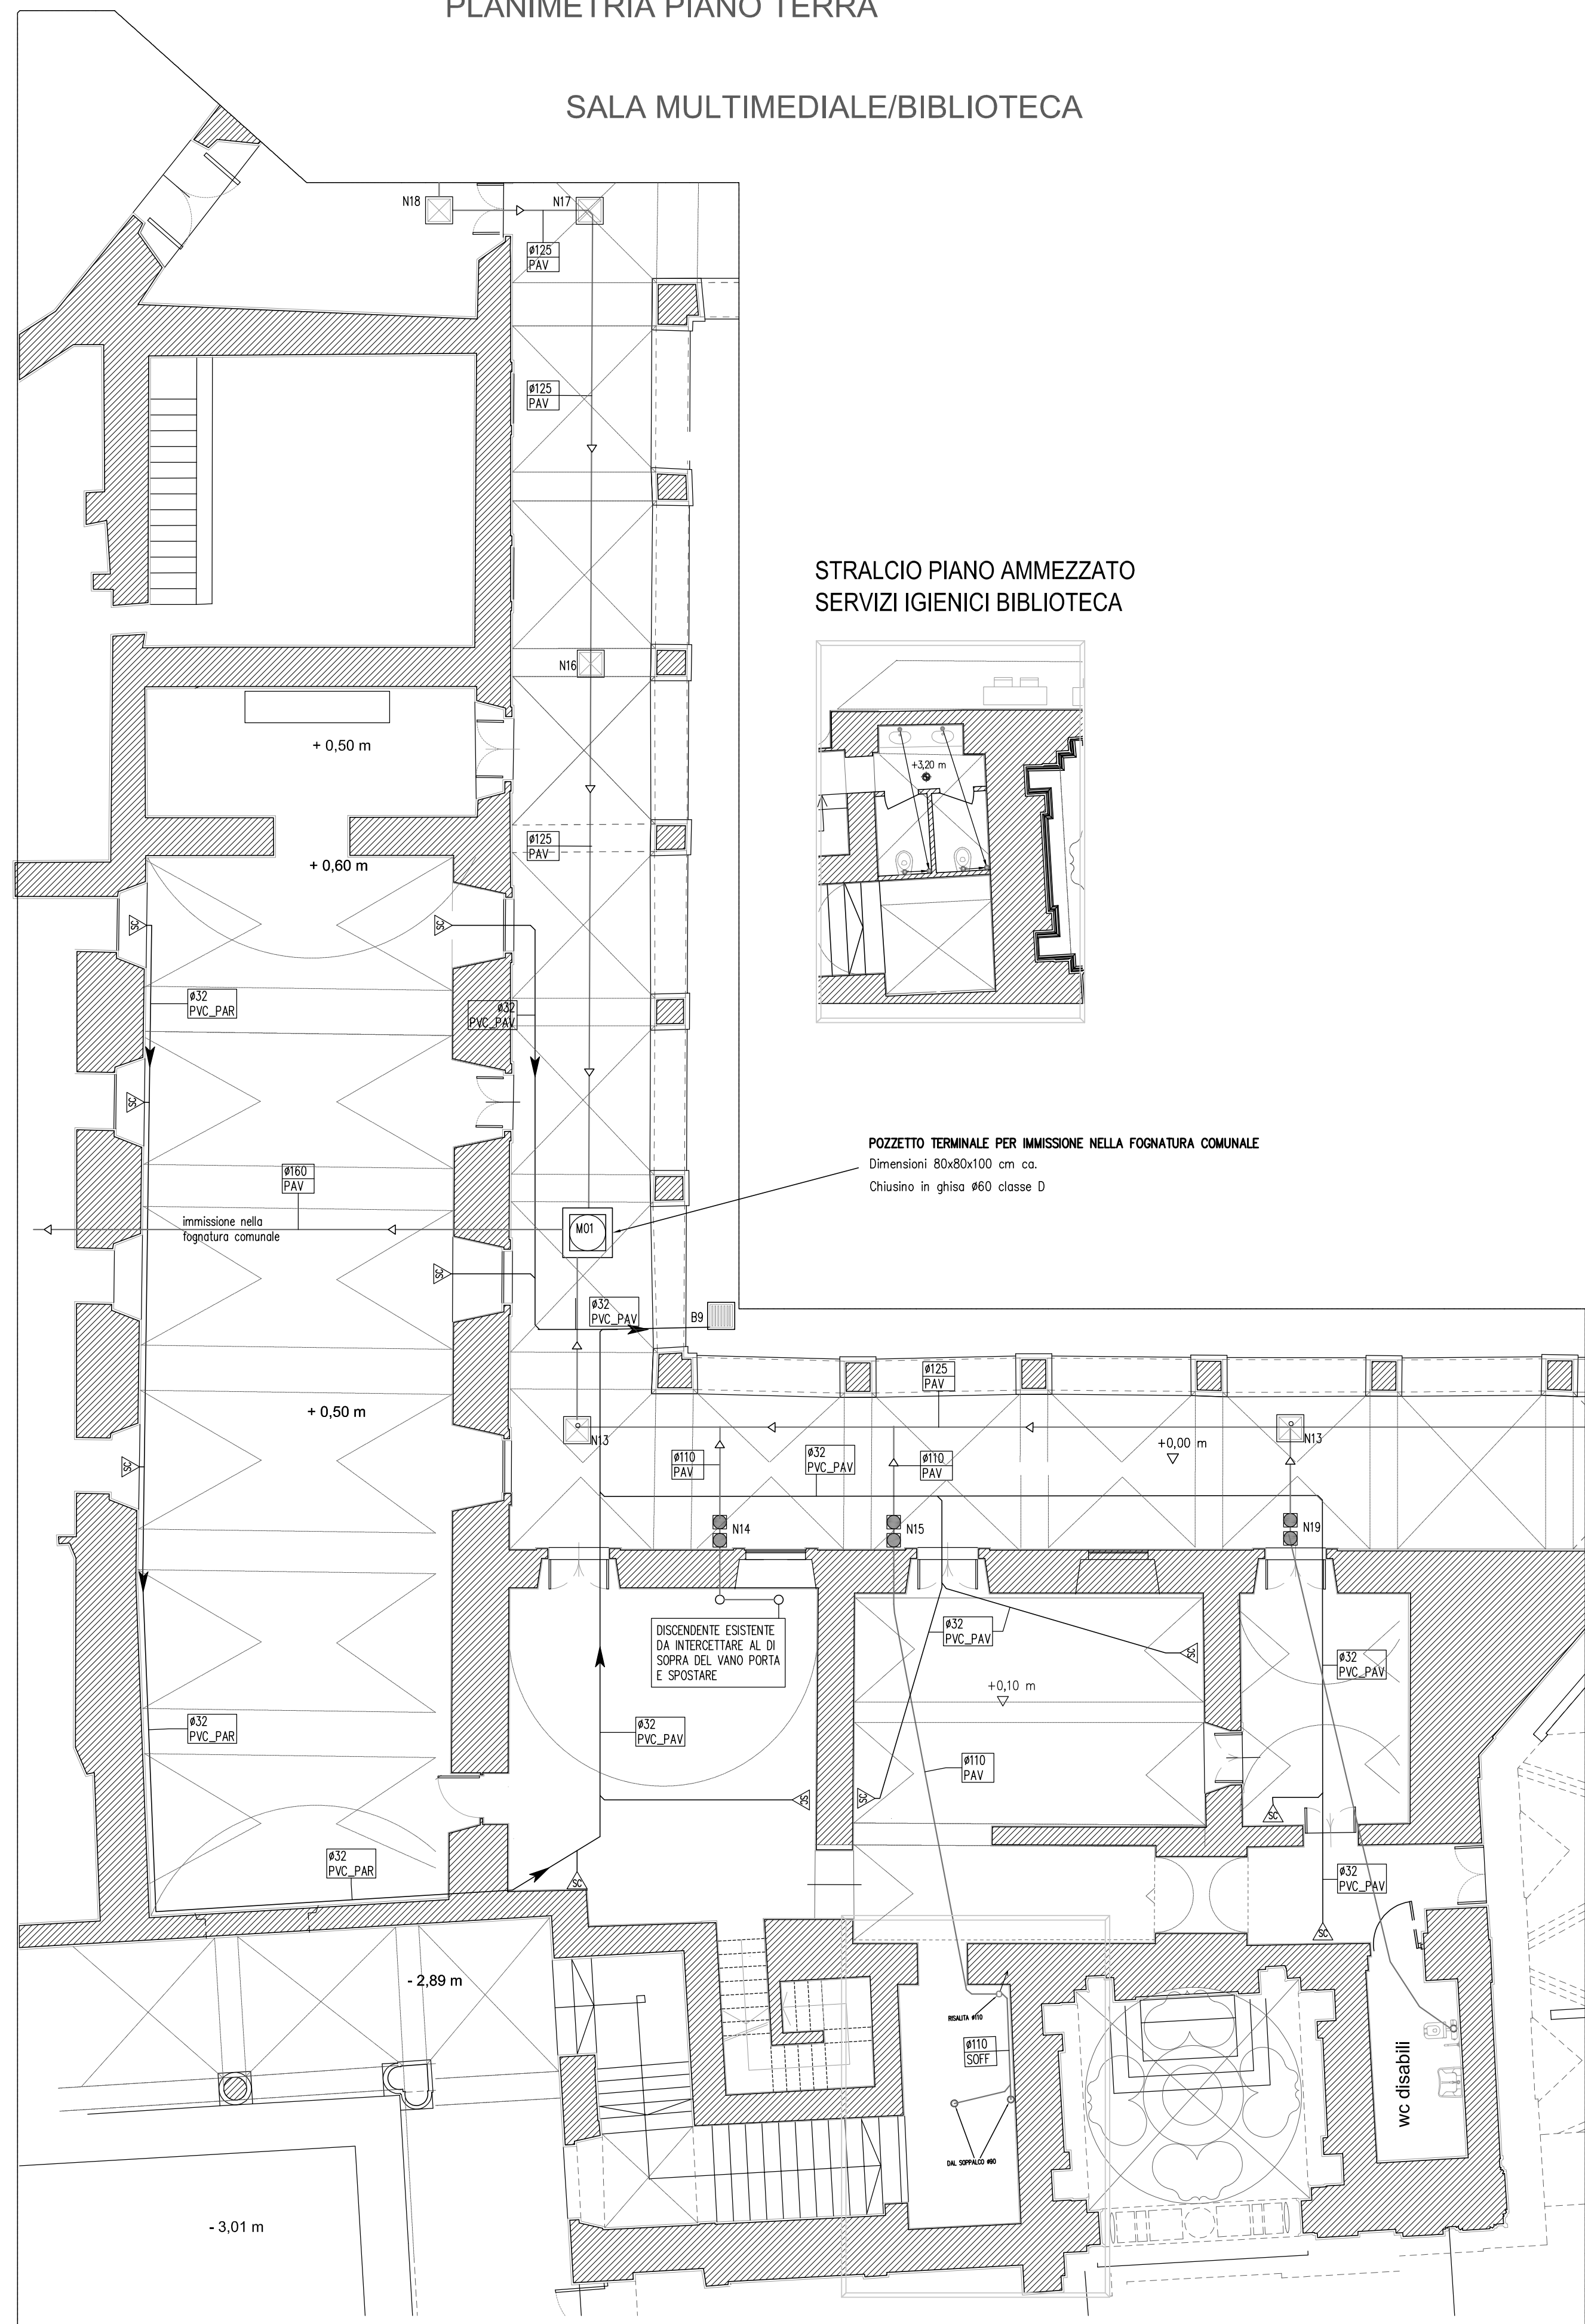 PLANIMETRIA PIANO TERRA
SALA MULTIMEDIALE/BIBLIOTECA
N18
N17
ø125
PAV
ø125
PAV
STRALCIO PIANO AMMEZZATO
SERVIZI IGIENICI BIBLIOTECA
N16
+ 0,50 m
+3,20 m
ø125
PAV
+ 0,60 m
SC
SC
ø32
PVC_PAR
ø32
PVC_PAV
SC
POZZETTO TERMINALE PER IMMISSIONE NELLA FOGNATURA COMUNALE
Dimensioni 80x80x100 cm ca.
Chiusino in ghisa ø60 classe D
ø160
PAV
immissione nella
fognatura comunale
M01
SC
ø32
PVC_PAV
B9
ø125
PAV
+ 0,50 m
N13
N13
+0,00 m
SC
ø110
PAV
ø32
PVC_PAV
ø110
PAV
N14
N15
N19
DISCENDENTE ESISTENTE
DA INTERCETTARE AL DI
SOPRA DEL VANO PORTA
E SPOSTARE
ø32
PVC_PAV
SC
ø32
PVC_PAV
+0,10 m
ø32
PVC_PAR
ø32
PVC_PAV
ø110
PAV
SC
SC
SC
ø32
PVC_PAR
SC
ø32
PVC_PAV
SC
- 2,89 m
RISALITA ø110
ø110
SOFF
wc disabili
DAL SOPPALCO ø90
- 3,01 m